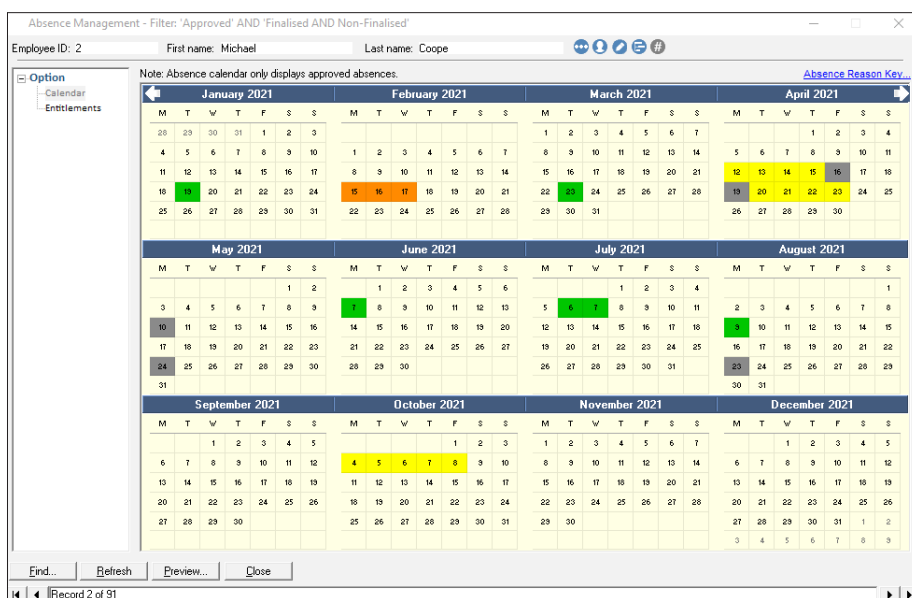 Absence Management - Filter: 'Approved' AND 'Finalised AND Non-Finalised'
Employee ID: 2 First name: Michael Last name: Coope
Option
Calendar
Entitlements
Note: Absence calendar only displays approved absences. Absence Reason Key...
January 2021 February 2021 March 2021 April 2021
M T W T F S S M T W T F S S M T W T F S S M T W T F S S
28 29 30 31 1 2 3 1 2 3 4 5 6 7 1 2 3 4
4 5 6 7 8 9 10 1 2 3 4 5 6 7 8 9 10 11 12 13 14 5 6 7 8 9 10 11
11 12 13 14 15 16 17 8 9 10 11 12 13 14 15 16 17 18 19 20 21 12 13 14 15 16 17 18
18 19 20 21 22 23 24 15 16 17 18 19 20 21 22 23 24 25 26 27 28 19 20 21 22 23 24 25
25 26 27 28 29 30 31 22 23 24 25 26 27 28 29 30 31 26 27 28 29 30
May 2021 June 2021 July 2021 August 2021
M T W T F S S M T W T F S S M T W T F S S M T W T F S S
1 2 1 2 3 4 5 6 1 2 3 4 1
3 4 5 6 7 8 9 7 8 9 10 11 12 13 5 6 7 8 9 10 11 2 3 4 5 6 7 8
10 11 12 13 14 15 16 14 15 16 17 18 19 20 12 13 14 15 16 17 18 9 10 11 12 13 14 15
17 18 19 20 21 22 23 21 22 23 24 25 26 27 19 20 21 22 23 24 25 16 17 18 19 20 21 22
24 25 26 27 28 29 30 28 29 30 26 27 28 29 30 31 23 24 25 26 27 28 29
31 30 31
September 2021 October 2021 November 2021 December 2021
M T W T F S S M T W T F S S M T W T F S S M T W T F S S
1 2 3 4 5 1 2 3 1 2 3 4 5 6 7 1 2 3 4 5
6 7 8 9 10 11 12 4 5 6 7 8 9 10 8 9 10 11 12 13 14 6 7 8 9 10 11 12
13 14 15 16 17 18 19 11 12 13 14 15 16 17 15 16 17 18 19 20 21 13 14 15 16 17 18 19
20 21 22 23 24 25 26 18 19 20 21 22 23 24 22 23 24 25 26 27 28 20 21 22 23 24 25 26
27 28 29 30 25 26 27 28 29 30 31 29 30 27 28 29 30 31 1 2
3 4 5 6 7 8 9
Find... Refresh Preview... Close
Record 2 of 91